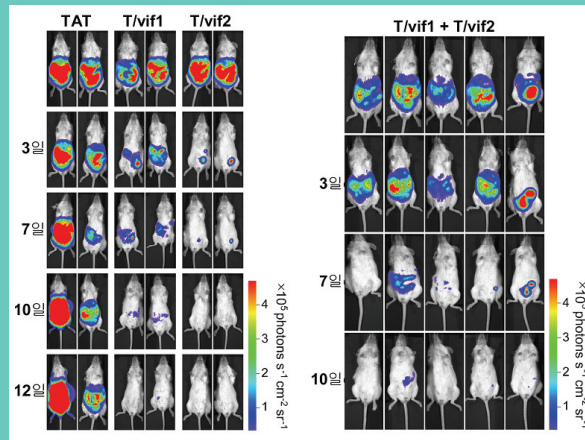 TAT T/vif1 T/vif2
3일
7일
10일
12일
4
3
2
1
×10⁵ photons s⁻¹ cm⁻² sr⁻¹
T/vif1 + T/vif2
3일
7일
10일
4
3
2
1
×10⁵ photons s⁻¹ cm⁻² sr⁻¹